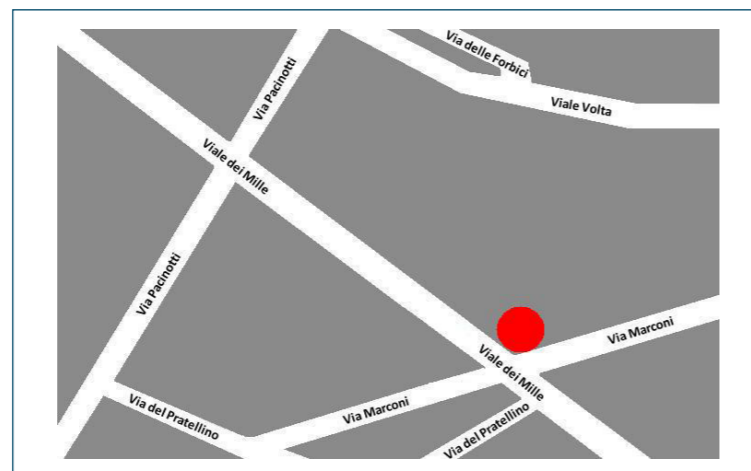 Via delle Forbici
Via Pacinotti
Viale Volta
Viale dei Mille
Via Pacinotti
Via Marconi
Viale dei Mille
Via Marconi
Via del Pratellino
Via del Pratellino